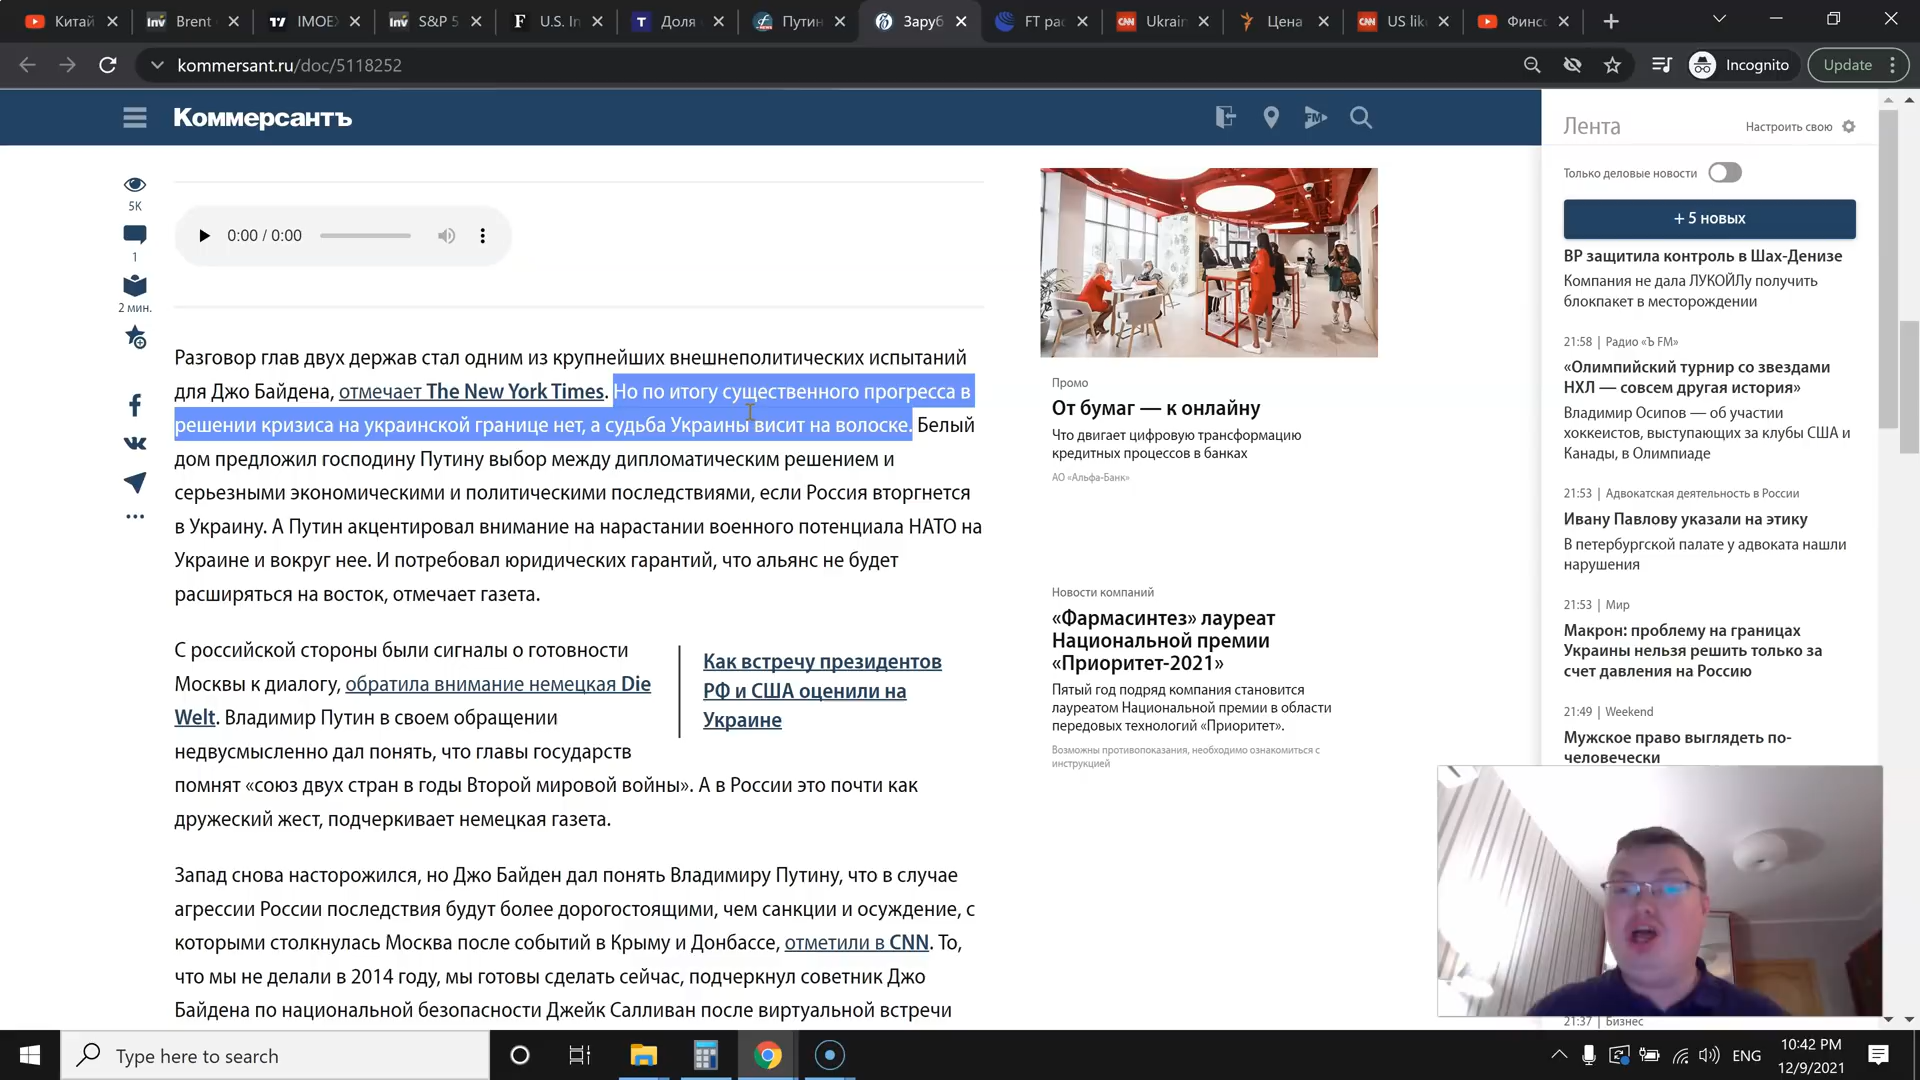 Китай
Brent
IMOEX
S&P 5
U.S. In
Доля
Путин
Заруб
FT рас
Ukrain
Цена
US lik
Финсо
kommersant.ru/doc/5118252
Incognito
Update
Коммерсантъ
FM
5K
1
2 мин.
0:00 / 0:00
Разговор глав двух держав стал одним из крупнейших внешнеполитических испытаний
для Джо Байдена, отмечает The New York Times. Но по итогу существенного прогресса в
решении кризиса на украинской границе нет, а судьба Украины висит на волоске. Белый
дом предложил господину Путину выбор между дипломатическим решением и
серьезными экономическими и политическими последствиями, если Россия вторгнется
в Украину. А Путин акцентировал внимание на нарастании военного потенциала НАТО на
Украине и вокруг нее. И потребовал юридических гарантий, что альянс не будет
расширяться на восток, отмечает газета.
С российской стороны были сигналы о готовности
Москвы к диалогу, обратила внимание немецкая Die
Welt. Владимир Путин в своем обращении
недвусмысленно дал понять, что главы государств
помнят «союз двух стран в годы Второй мировой войны». А в России это почти как
дружеский жест, подчеркивает немецкая газета.
Как встречу президентов
РФ и США оценили на
Украине
Запад снова насторожился, но Джо Байден дал понять Владимиру Путину, что в случае
агрессии России последствия будут более дорогостоящими, чем санкции и осуждение, с
которыми столкнулась Москва после событий в Крыму и Донбассе, отметили в CNN. То,
что мы не делали в 2014 году, мы готовы сделать сейчас, подчеркнул советник Джо
Байдена по национальной безопасности Джейк Салливан после виртуальной встречи
Промо
От бумаг — к онлайну
Что двигает цифровую трансформацию
кредитных процессов в банках
АО «Альфа-Банк»
Новости компаний
«Фармасинтез» лауреат
Национальной премии
«Приоритет-2021»
Пятый год подряд компания становится
лауреатом Национальной премии в области
передовых технологий «Приоритет».
Возможны противопоказания, необходимо ознакомиться с
инструкцией
Лента
Настроить свою
Только деловые новости
+ 5 новых
BP защитила контроль в Шах-Денизе
Компания не дала ЛУКОЙЛу получить
блокпакет в месторождении
21:58 | Радио «Ъ FM»
«Олимпийский турнир со звездами
НХЛ — совсем другая история»
Владимир Осипов — об участии
хоккеистов, выступающих за клубы США и
Канады, в Олимпиаде
21:53 | Адвокатская деятельность в России
Ивану Павлову указали на этику
В петербургской палате у адвоката нашли
нарушения
21:53 | Мир
Макрон: проблему на границах
Украины нельзя решить только за
счет давления на Россию
21:49 | Weekend
Мужское право выглядеть по-
человечески
21:37 | Бизнес
Type here to search
ENG
10:42 PM
12/9/2021